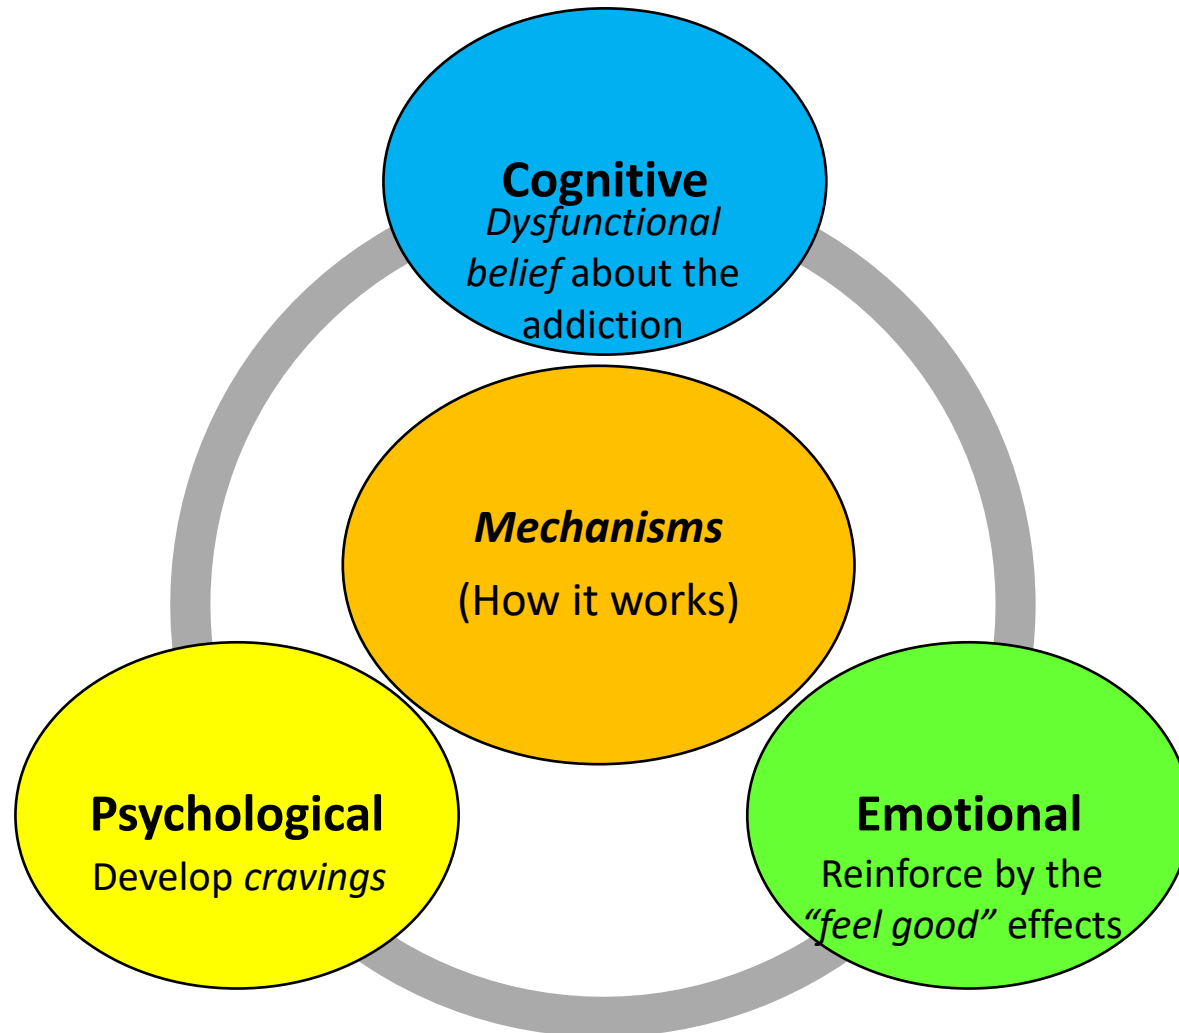 Cognitive
Dysfunctional
belief about the
addiction
Mechanisms
(How it works)
Psychological
Develop cravings
Emotional
Reinforce by the
“feel good” effects